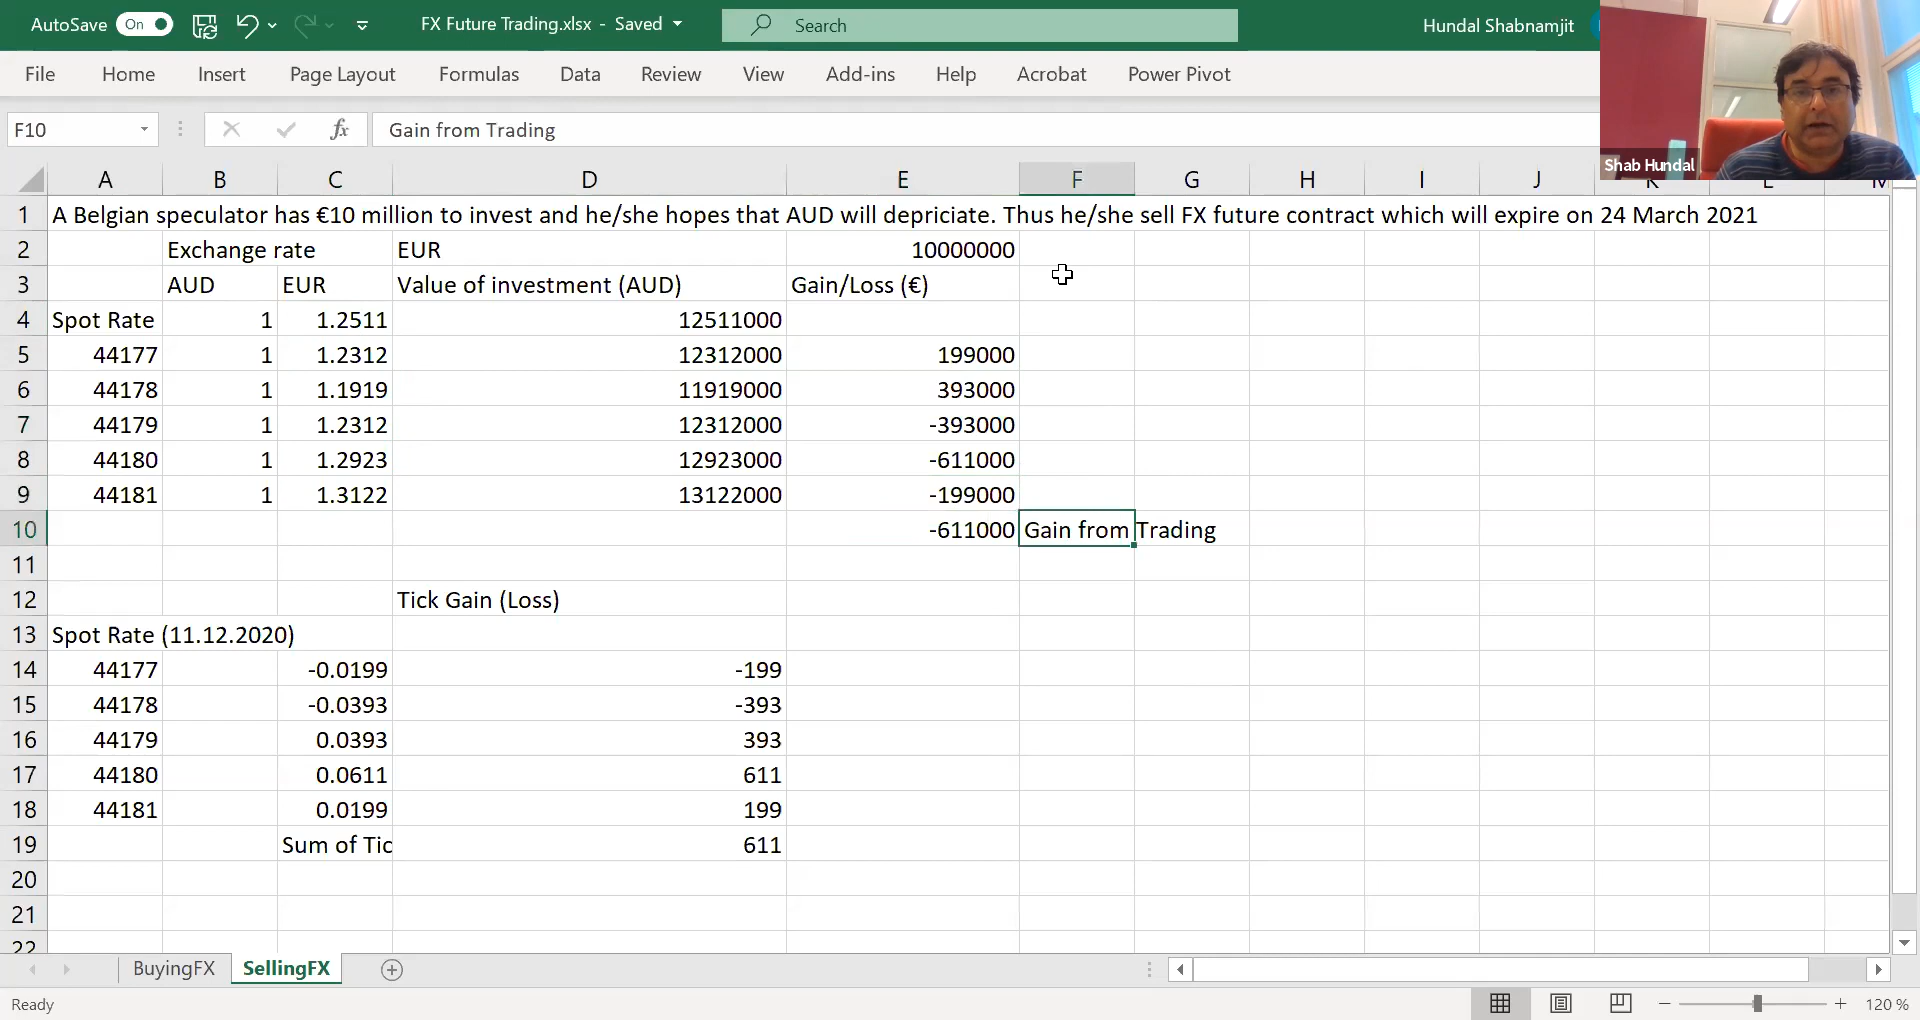 AutoSave On FX Future Trading.xlsx - Saved Search Hundal Shabnamjit
File Home Insert Page Layout Formulas Data Review View Add-ins Help Acrobat Power Pivot
F10 fx Gain from Trading
Shab Hundal
A B C D E F G H I J
1 A Belgian speculator has €10 million to invest and he/she hopes that AUD will depriciate. Thus he/she sell FX future contract which will expire on 24 March 2021
2 Exchange rate EUR 10000000
3 AUD EUR Value of investment (AUD) Gain/Loss (€)
4 Spot Rate 1 1.2511 12511000
5 44177 1 1.2312 12312000 199000
6 44178 1 1.1919 11919000 393000
7 44179 1 1.2312 12312000 -393000
8 44180 1 1.2923 12923000 -611000
9 44181 1 1.3122 13122000 -199000
10 -611000 Gain from Trading
11
12 Tick Gain (Loss)
13 Spot Rate (11.12.2020)
14 44177 -0.0199 -199
15 44178 -0.0393 -393
16 44179 0.0393 393
17 44180 0.0611 611
18 44181 0.0199 199
19 Sum of Tic 611
20
21
22
BuyingFX SellingFX
Ready 120 %